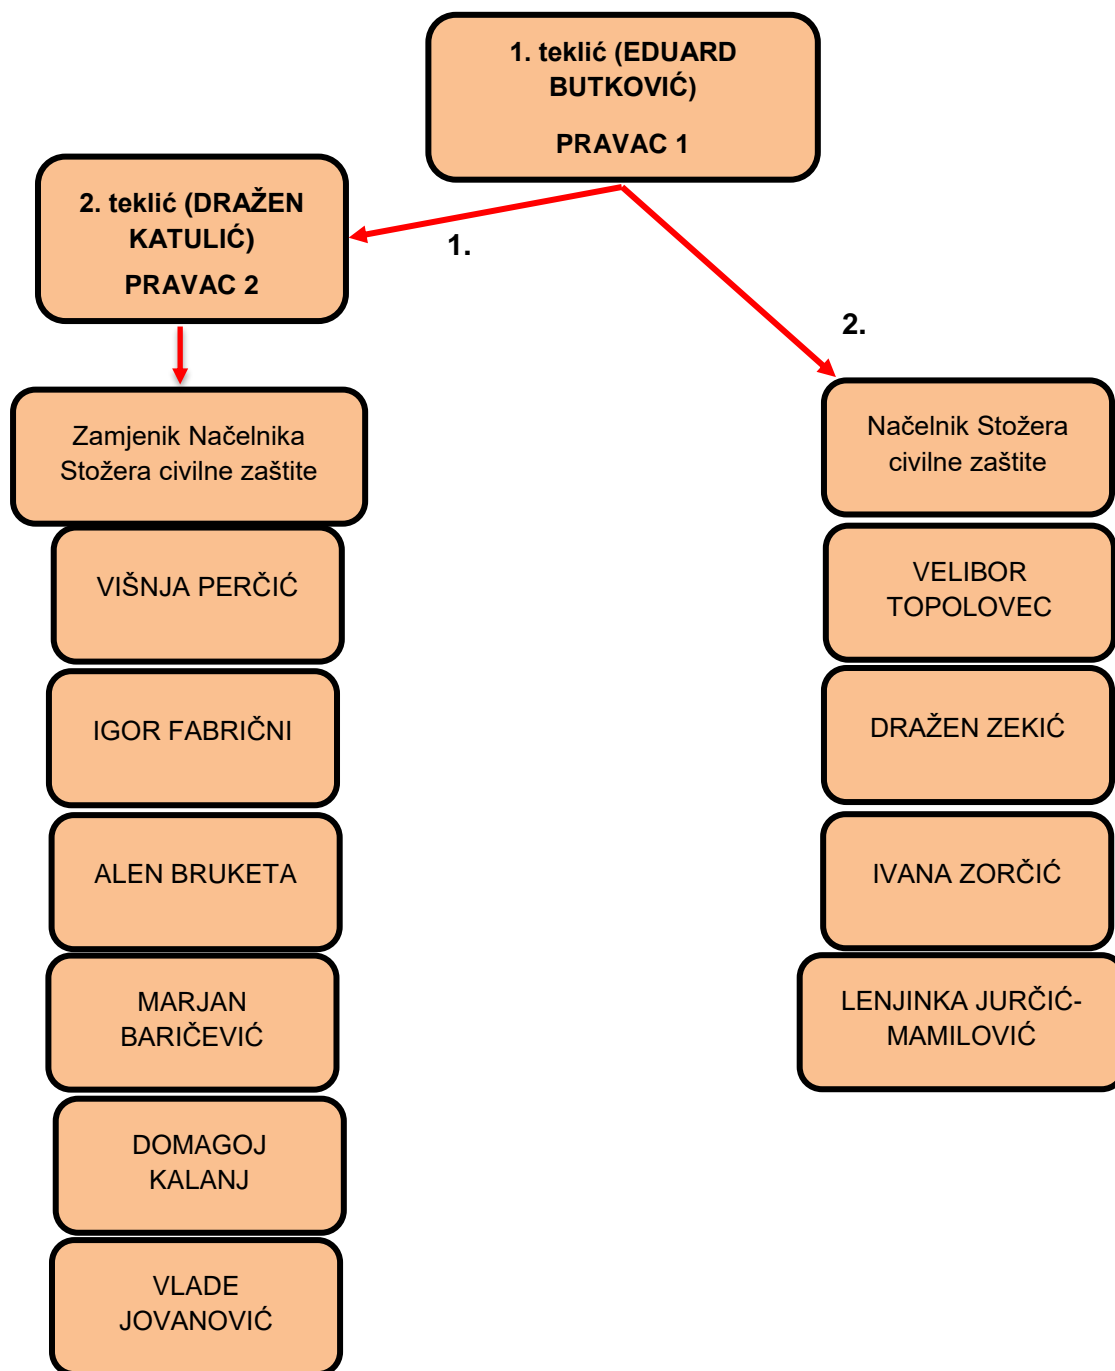 1. teklić (EDUARD
BUTKOVIĆ)
PRAVAC 1
2. teklić (DRAŽEN
KATULIĆ)
PRAVAC 2
1.
2.
Zamjenik Načelnika
Stožera civilne zaštite
VIŠNJA PERČIĆ
IGOR FABRIČNI
ALEN BRUKETA
MARJAN
BARIČEVIĆ
DOMAGOJ
KALANJ
VLADE
JOVANOVIĆ
Načelnik Stožera
civilne zaštite
VELIBOR
TOPOLOVEC
DRAŽEN ZEKIĆ
IVANA ZORČIĆ
LENJINKA JURČIĆ-
MAMILOVIĆ